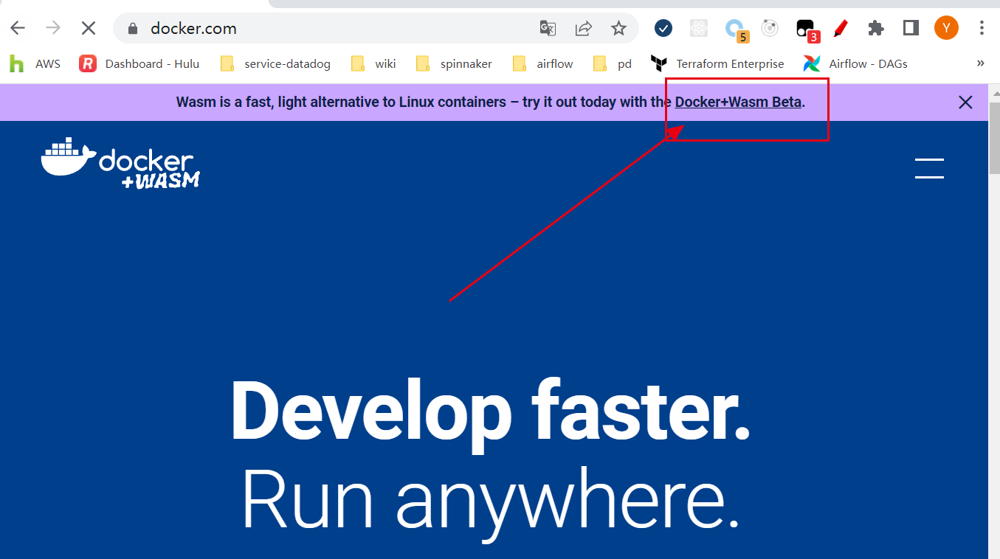 docker.com
5
3
Y
AWS
Dashboard - Hulu
service-datadog
wiki
spinnaker
airflow
pd
Terraform Enterprise
Airflow - DAGs
»
Wasm is a fast, light alternative to Linux containers – try it out today with the Docker+Wasm Beta.
docker
+WASM
Develop faster.
Run anywhere.